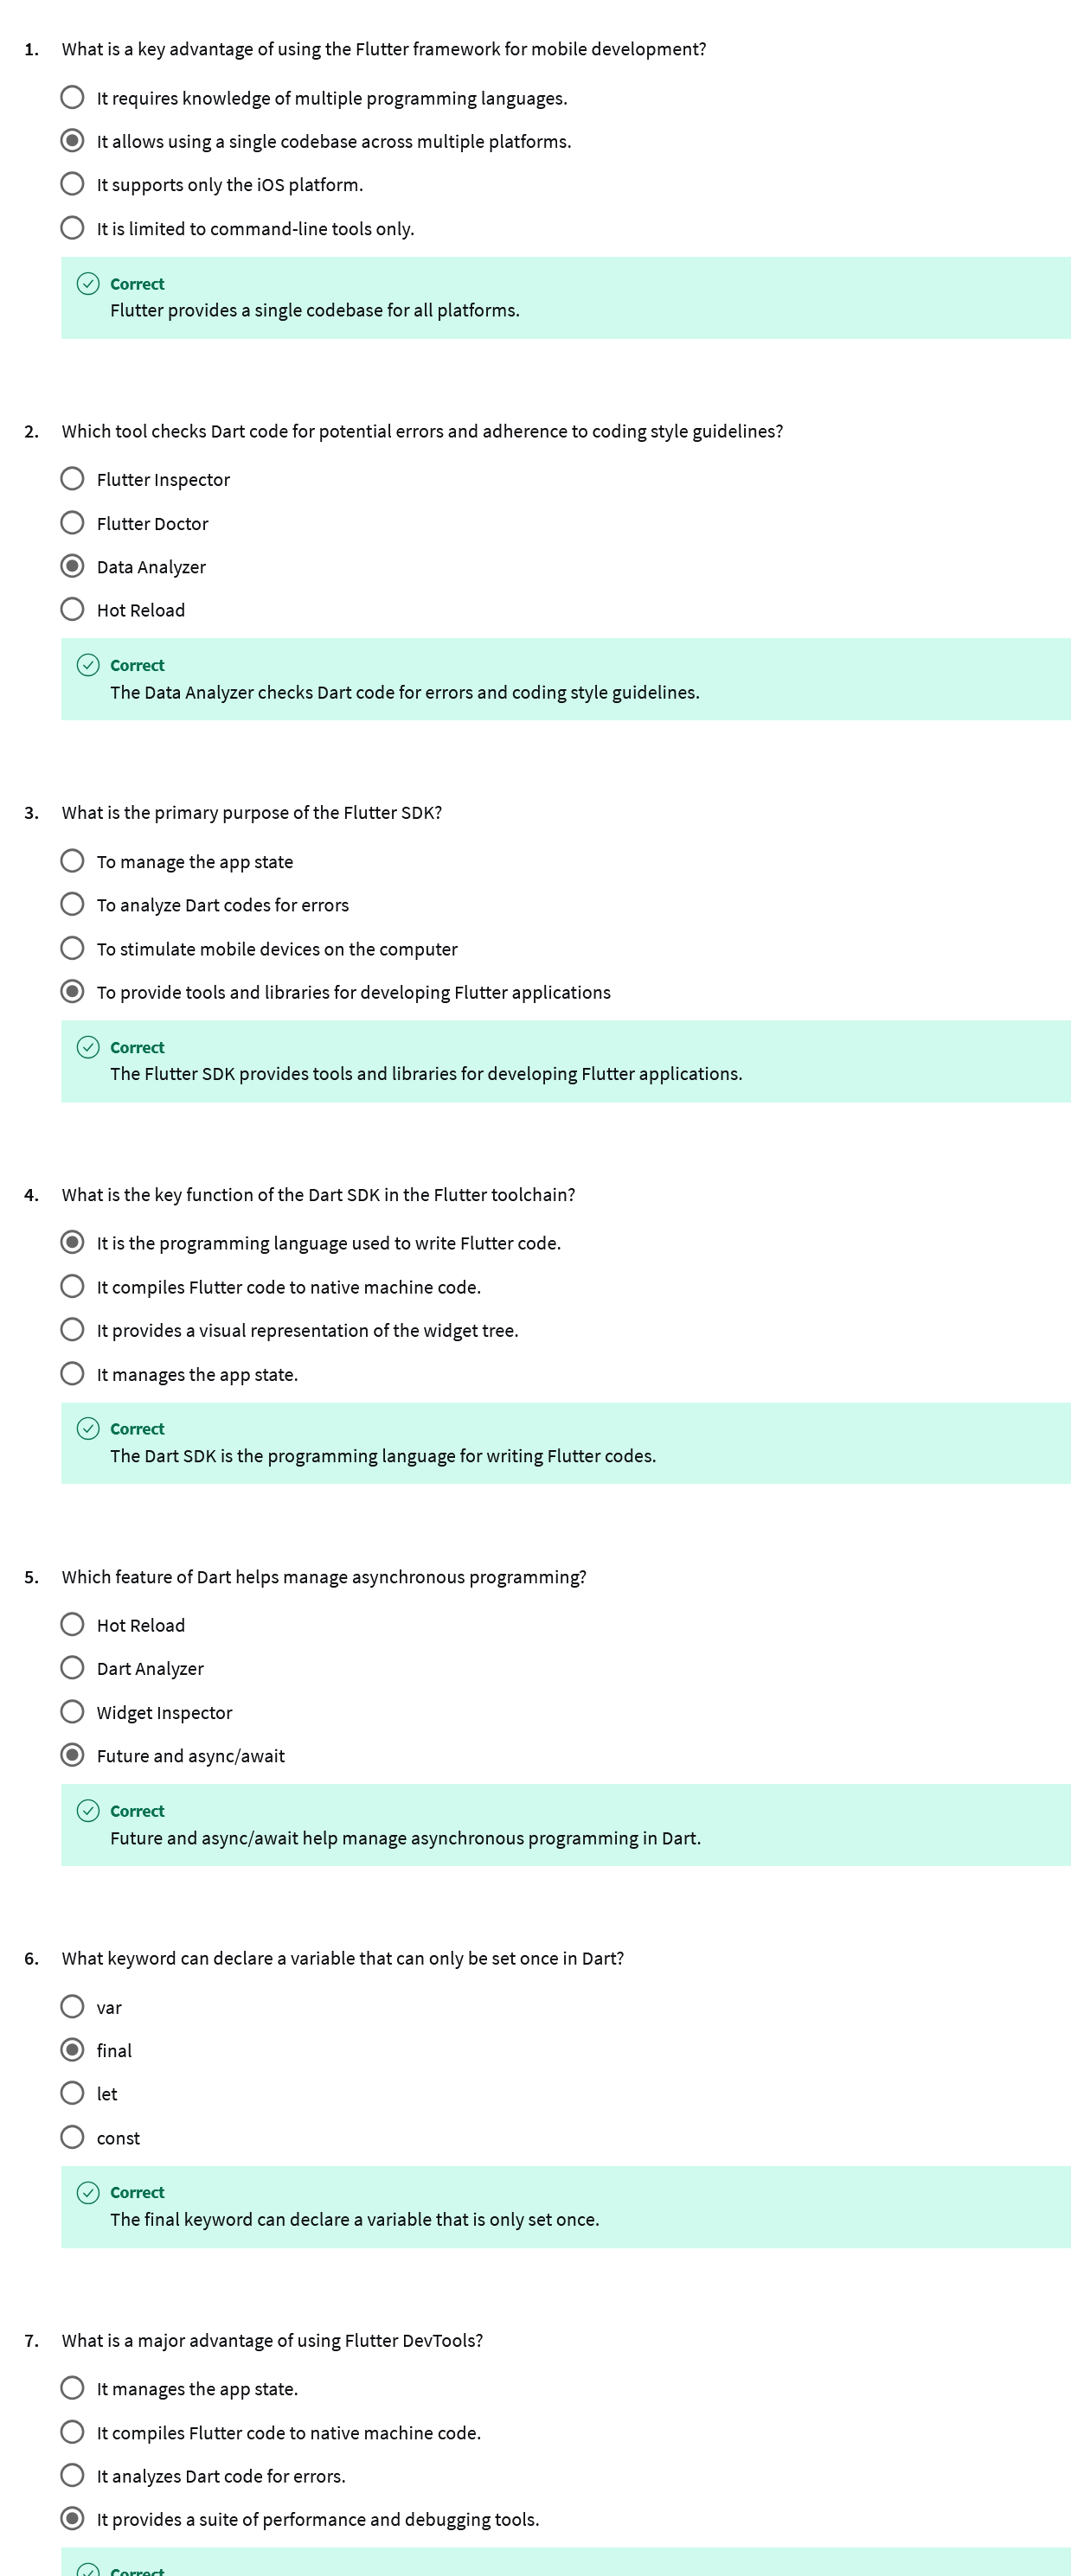 1. What is a key advantage of using the Flutter framework for mobile development?
It requires knowledge of multiple programming languages.
It allows using a single codebase across multiple platforms.
It supports only the iOS platform.
It is limited to command-line tools only.
Correct
Flutter provides a single codebase for all platforms.
2. Which tool checks Dart code for potential errors and adherence to coding style guidelines?
Flutter Inspector
Flutter Doctor
Data Analyzer
Hot Reload
Correct
The Data Analyzer checks Dart code for errors and coding style guidelines.
3. What is the primary purpose of the Flutter SDK?
To manage the app state
To analyze Dart codes for errors
To stimulate mobile devices on the computer
To provide tools and libraries for developing Flutter applications
Correct
The Flutter SDK provides tools and libraries for developing Flutter applications.
4. What is the key function of the Dart SDK in the Flutter toolchain?
It is the programming language used to write Flutter code.
It compiles Flutter code to native machine code.
It provides a visual representation of the widget tree.
It manages the app state.
Correct
The Dart SDK is the programming language for writing Flutter codes.
5. Which feature of Dart helps manage asynchronous programming?
Hot Reload
Dart Analyzer
Widget Inspector
Future and async/await
Correct
Future and async/await help manage asynchronous programming in Dart.
6. What keyword can declare a variable that can only be set once in Dart?
var
final
let
const
Correct
The final keyword can declare a variable that is only set once.
7. What is a major advantage of using Flutter DevTools?
It manages the app state.
It compiles Flutter code to native machine code.
It analyzes Dart code for errors.
It provides a suite of performance and debugging tools.
Correct